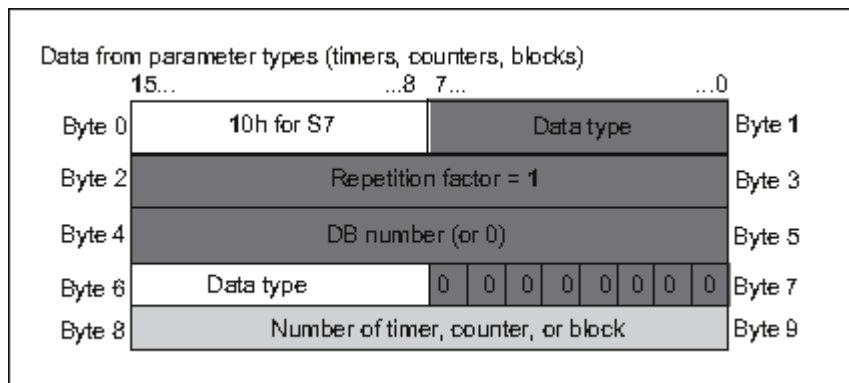 Data from parameter types (timers, counters, blocks)
15... ...8 7... ...0
Byte 0 10h for S7 Data type Byte 1
Byte 2 Repetition factor = 1 Byte 3
Byte 4 DB number (or 0) Byte 5
Byte 6 Data type 0 0 0 0 0 0 0 0 Byte 7
Byte 8 Number of timer, counter, or block Byte 9